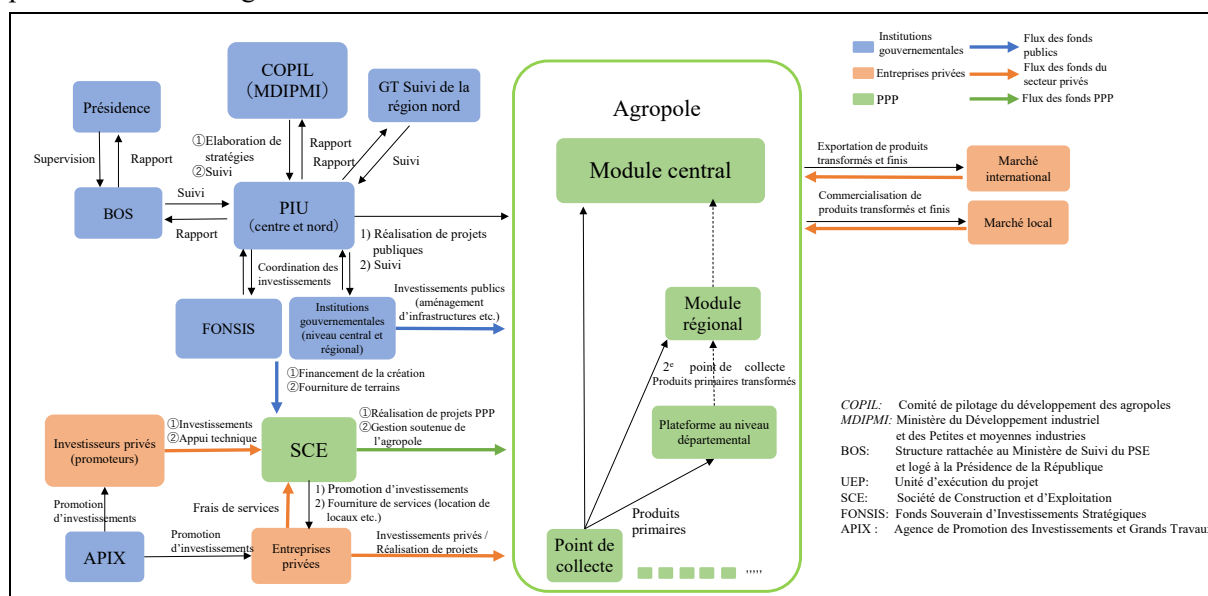 Institutions
gouvernementales
Flux des fonds
publics
Entreprises privées
Flux des fonds du
secteur privé
PPP
Flux des fonds PPP
Présidence
COPIL
(MDIPMI)
GT Suivi de la
région nord
Supervision
Rapport
①Elaboration de
stratégies
②Suivi
Rapport
Rapport
Suivi
BOS
Suivi
Rapport
PIU
(centre et nord)
1) Réalisation de projets
publiques
2) Suivi
Coordination des
investissements
FONSIS
Institutions
gouvernementales
(niveau central et
régional)
Investissements publics
(aménagement
d'infrastructures etc.)
①Financement de la création
②Fourniture de terrains
Investisseurs privés
(promoteurs)
①Investissements
②Appui technique
SCE
①Réalisation de projets PPP
②Gestion soutenue de
l'agropole
Promotion
d'investissements
Frais de services
1) Promotion d'investissements
2) Fourniture de services (location de
locaux etc.)
APIX
Promotion
d'investissements
Entreprises
privées
Investissements privés /
Réalisation de projets
Agropole
Module central
Module
régional
2e point de collecte
Produits primaires transformés
Plateforme au niveau
départemental
Produits
primaires
Point de
collecte
,,,,,
Exportation de produits
transformés et finis
Marché
international
Commercialisation de
produits transformés et finis
Marché local
COPIL: Comité de pilotage du développement des agropoles
MDIPMI: Ministère du Développement industriel
et des Petites et moyennes industries
BOS: Structure rattachée au Ministère de Suivi du PSE
et logé à la Présidence de la République
UEP: Unité d'exécution du projet
SCE: Société de Construction et d'Exploitation
FONSIS: Fonds Souverain d'Investissements Stratégiques
APIX : Agence de Promotion des Investissements et Grands Travaux